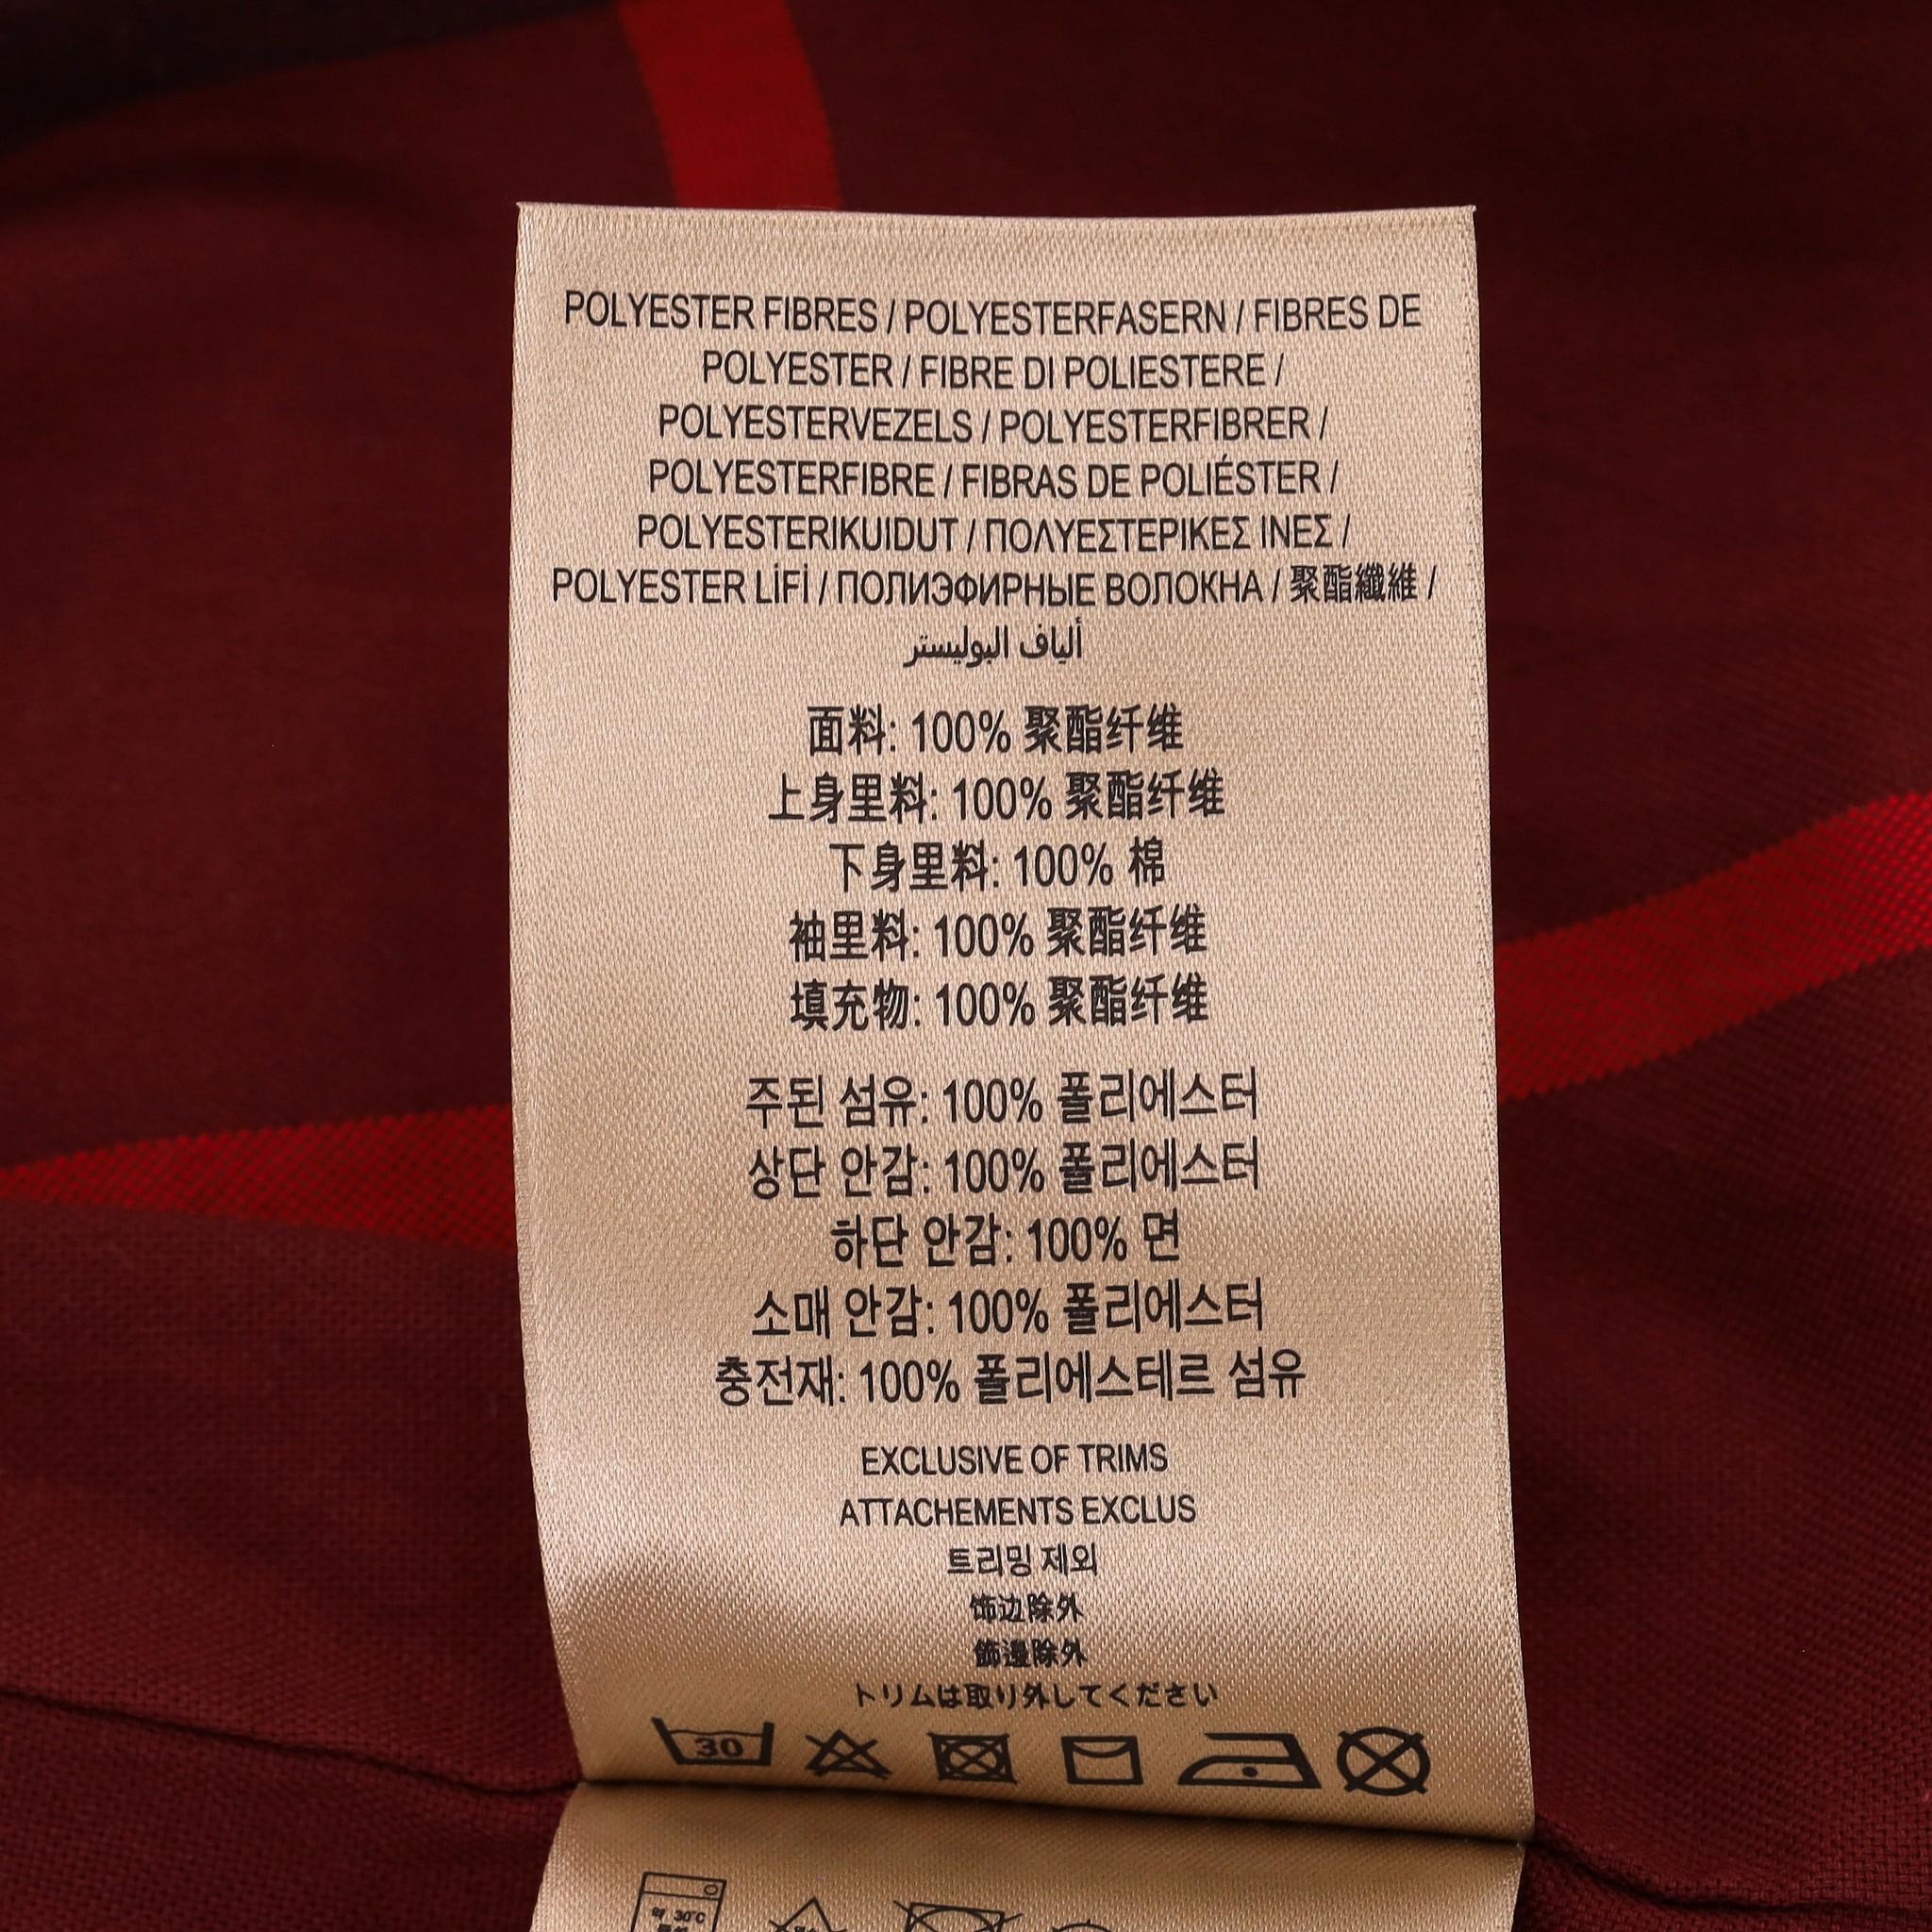 POLYESTER FIBRES / POLYESTERFASERN / FIBRES DE
POLYESTER / FIBRE DI POLIESTERE /
POLYESTERVEZELS / POLYESTERFIBRER /
POLYESTERFIBRE / FIBRAS DE POLIÉSTER /
POLYESTERIKUIDUT / ΠΟΛΥΕΣΤΕΡΙΚΕΣ ΙΝΕΣ /
POLYESTER LİFİ / ПОЛИЭФИРНЫЕ ВОЛОКНА / 聚酯纖維 /
ألياف البوليستر
面料: 100% 聚酯纤维
上身里料: 100% 聚酯纤维
下身里料: 100% 棉
袖里料: 100% 聚酯纤维
填充物: 100% 聚酯纤维
주된 섬유: 100% 폴리에스터
상단 안감: 100% 폴리에스터
하단 안감: 100% 면
소매 안감: 100% 폴리에스터
충전재: 100% 폴리에스테르 섬유
EXCLUSIVE OF TRIMS
ATTACHEMENTS EXCLUS
트리밍 제외
饰边除外
飾邊除外
トリムは取り外してください
30
약 30°C